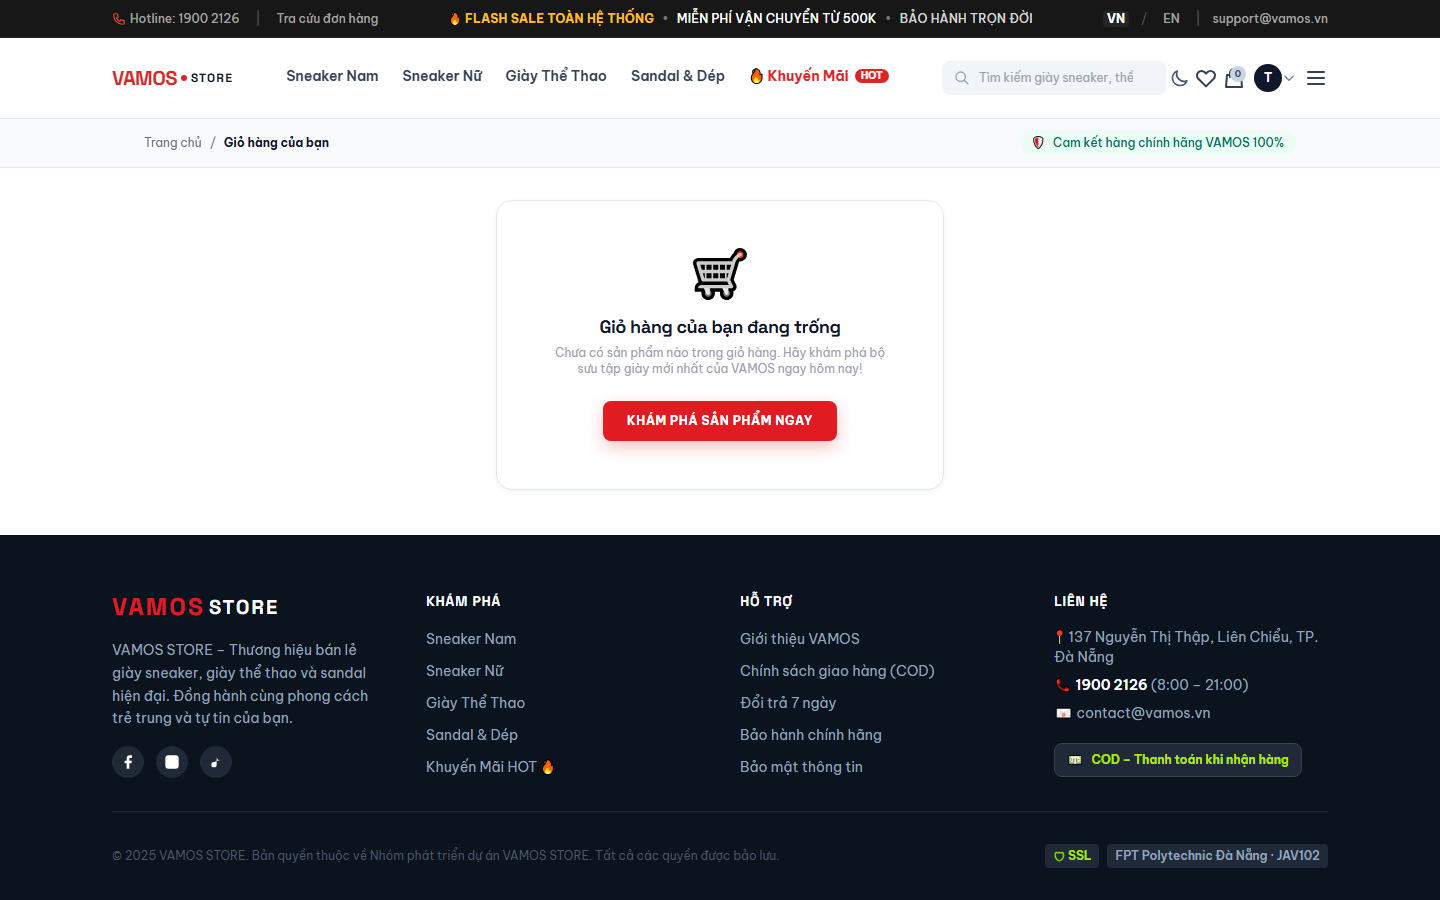 Hotline: 1900 2126 | Tra cứu đơn hàng
🔥 FLASH SALE TOÀN HỆ THỐNG • MIỄN PHÍ VẬN CHUYỂN TỪ 500K • BẢO HÀNH TRỌN ĐỜI
VN / EN | support@vamos.vn
VAMOS • STORE
Sneaker Nam
Sneaker Nữ
Giày Thể Thao
Sandal & Dép
🔥 Khuyến Mãi HOT
Tìm kiếm giày sneaker, thể
0
T
Trang chủ / Giỏ hàng của bạn
Cam kết hàng chính hãng VAMOS 100%
Giỏ hàng của bạn đang trống
Chưa có sản phẩm nào trong giỏ hàng. Hãy khám phá bộ
sưu tập giày mới nhất của VAMOS ngay hôm nay!
KHÁM PHÁ SẢN PHẨM NGAY
VAMOS STORE
VAMOS STORE – Thương hiệu bán lẻ
giày sneaker, giày thể thao và sandal
hiện đại. Đồng hành cùng phong cách
trẻ trung và tự tin của bạn.
KHÁM PHÁ
Sneaker Nam
Sneaker Nữ
Giày Thể Thao
Sandal & Dép
Khuyến Mãi HOT 🔥
HỖ TRỢ
Giới thiệu VAMOS
Chính sách giao hàng (COD)
Đổi trả 7 ngày
Bảo hành chính hãng
Bảo mật thông tin
LIÊN HỆ
📍 137 Nguyễn Thị Thập, Liên Chiểu, TP.
Đà Nẵng
📞 1900 2126 (8:00 – 21:00)
contact@vamos.vn
COD – Thanh toán khi nhận hàng
© 2025 VAMOS STORE. Bản quyền thuộc về Nhóm phát triển dự án VAMOS STORE. Tất cả các quyền được bảo lưu.
SSL
FPT Polytechnic Đà Nẵng · JAV102